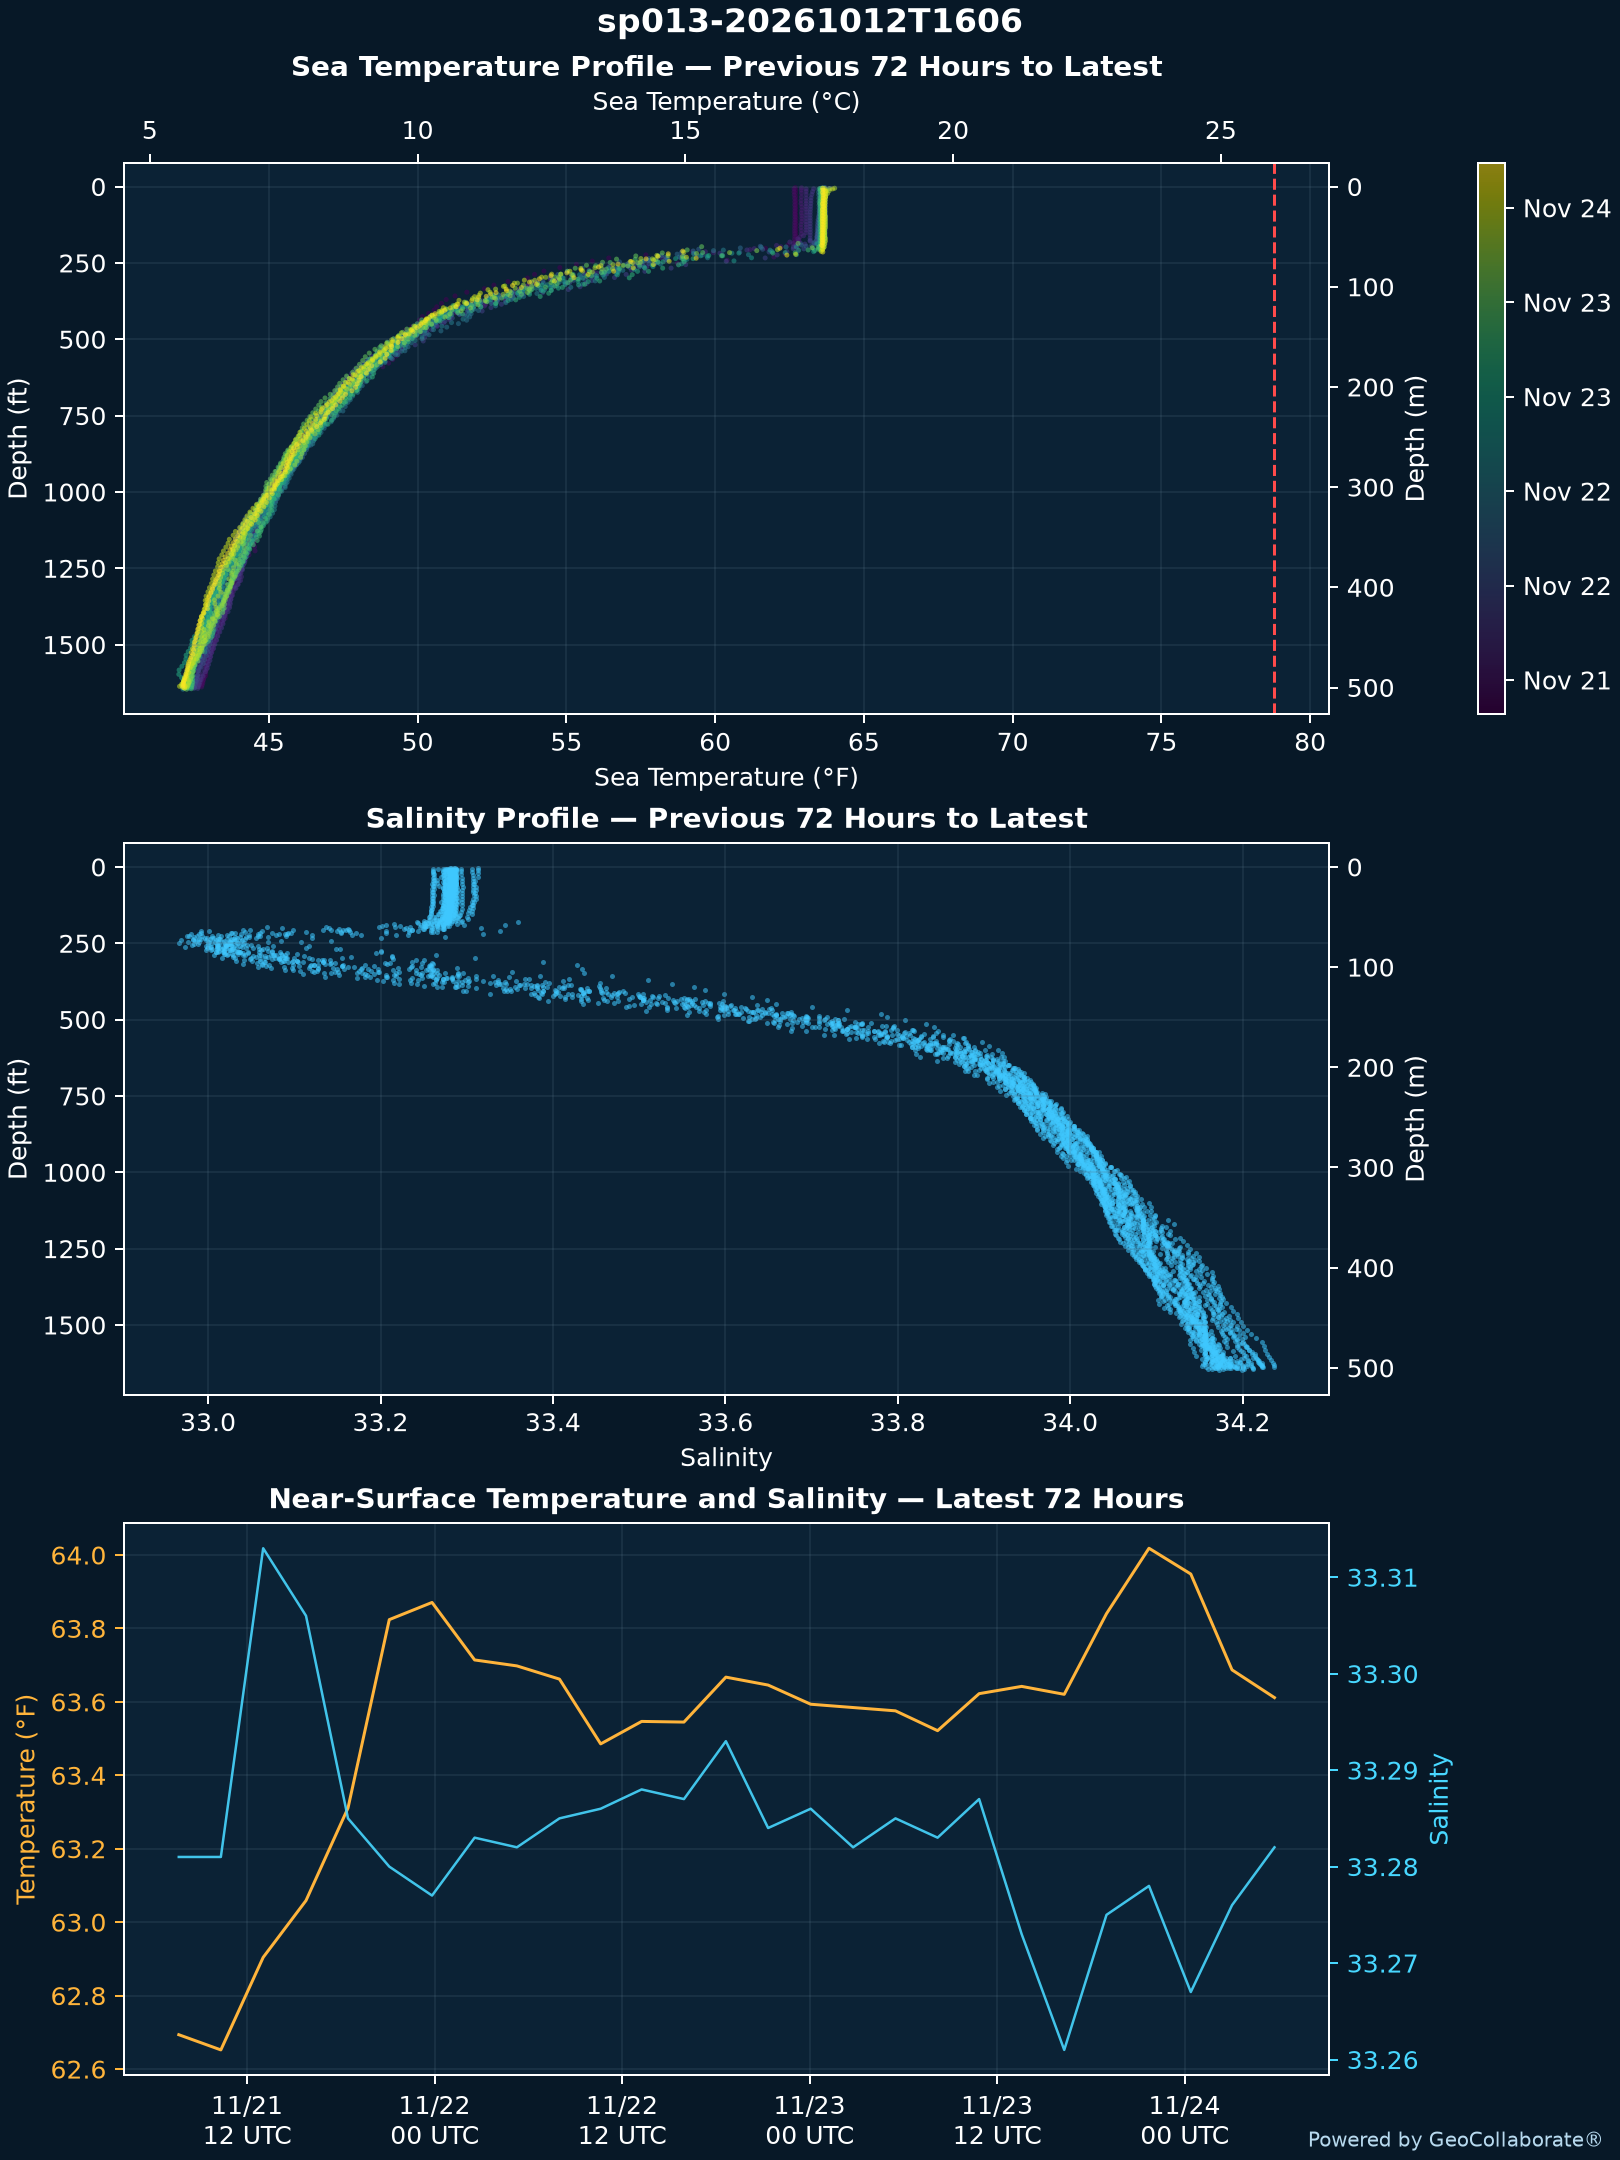 sp013-20261012T1606
Sea Temperature Profile — Previous 72 Hours to Latest
Sea Temperature (°C)
5 10 15 20 25
0 250 500 750 1000 1250 1500
Depth (ft)
0 100 200 300 400 500
Depth (m)
Nov 24
Nov 23
Nov 23
Nov 22
Nov 22
Nov 21
45 50 55 60 65 70 75 80
Sea Temperature (°F)
Salinity Profile — Previous 72 Hours to Latest
0 250 500 750 1000 1250 1500
Depth (ft)
0 100 200 300 400 500
Depth (m)
33.0 33.2 33.4 33.6 33.8 34.0 34.2
Salinity
Near-Surface Temperature and Salinity — Latest 72 Hours
64.0 63.8 63.6 63.4 63.2 63.0 62.8 62.6
Temperature (°F)
33.31 33.30 33.29 33.28 33.27 33.26
Salinity
11/21 11/22 11/22 11/23 11/23 11/24
12 UTC 00 UTC 12 UTC 00 UTC 12 UTC 00 UTC
Powered by GeoCollaborate®